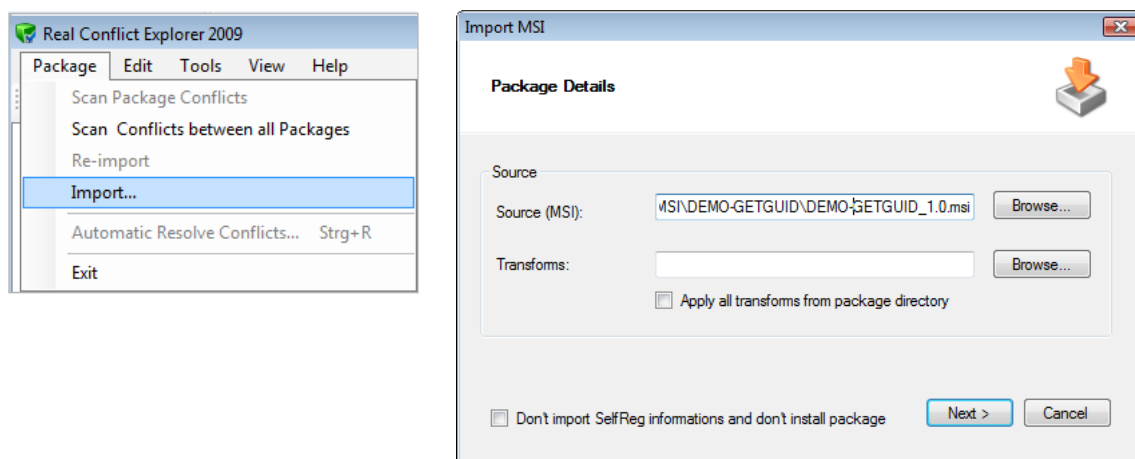 Real Conflict Explorer 2009
Package Edit Tools View Help
Scan Package Conflicts
Scan Conflicts between all Packages
Re-import
Import...
Automatic Resolve Conflicts... Strg+R
Exit
Import MSI
Package Details
Source
Source (MSI): MSI\DEMO-GETGUID\DEMO-GETGUID_1.0.msi Browse...
Transforms: Browse...
Apply all transforms from package directory
Don't import SelfReg informations and don't install package Next > Cancel